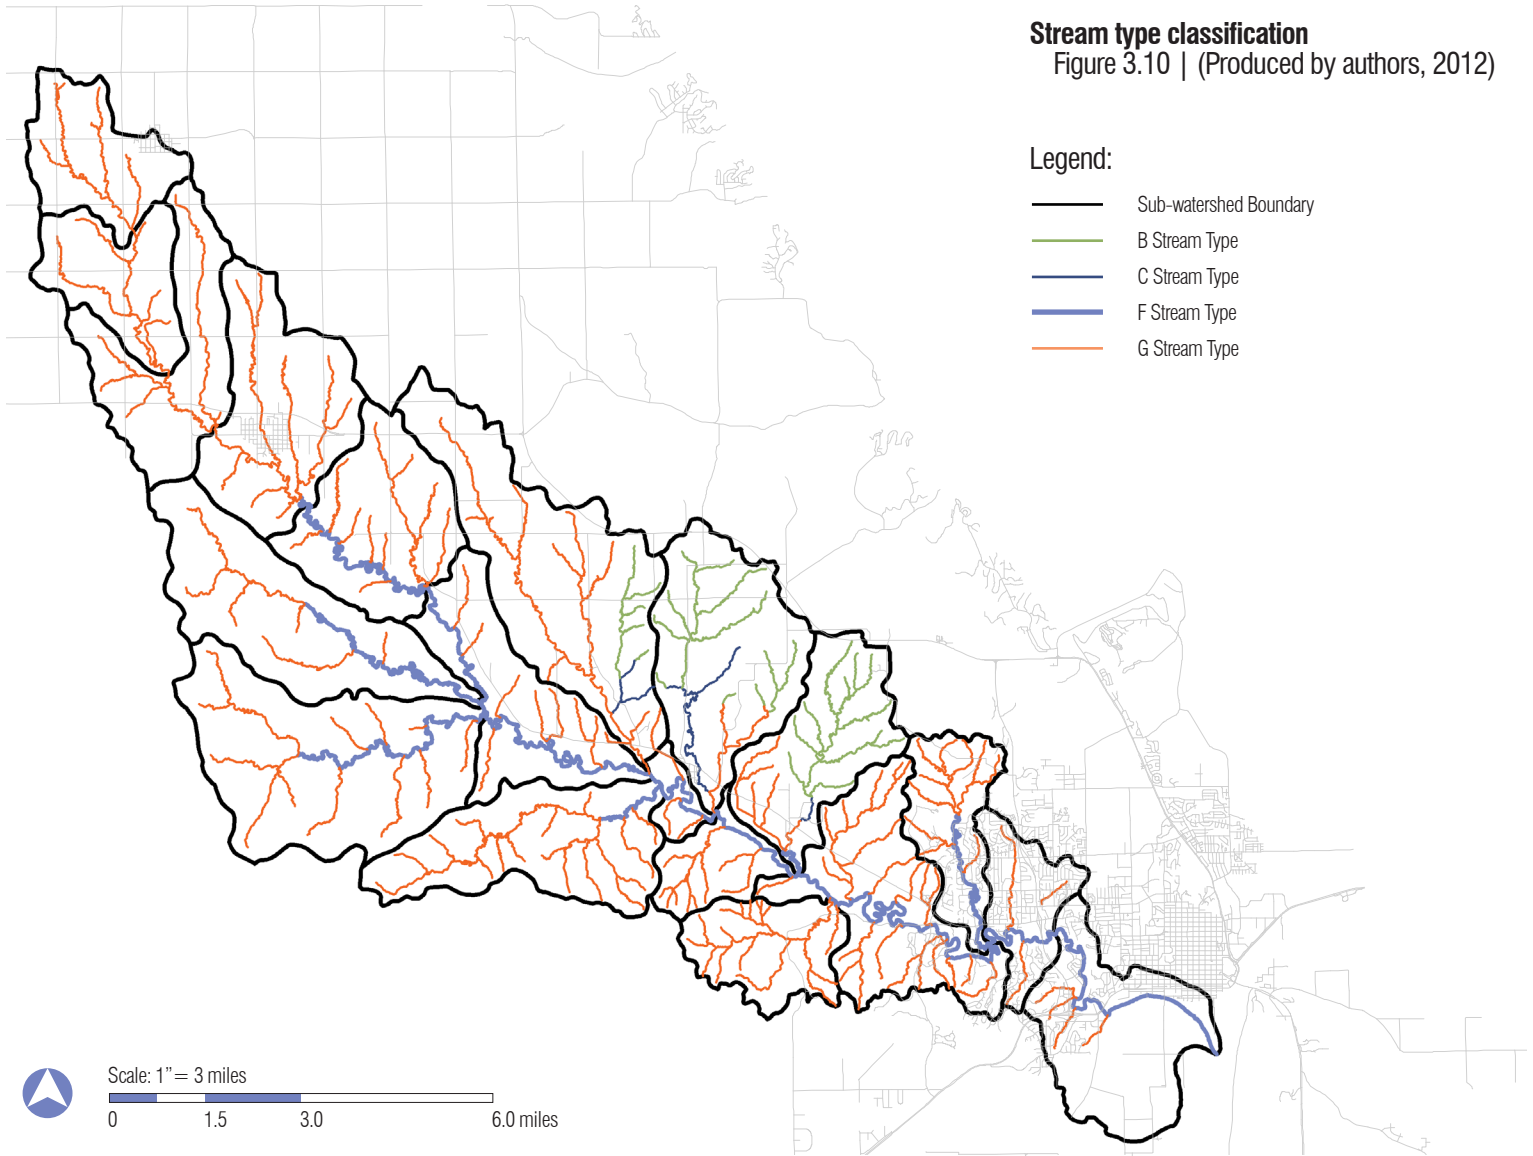 Stream type classification
Figure 3.10 | (Produced by authors, 2012)
Legend:
Sub-watershed Boundary
B Stream Type
C Stream Type
F Stream Type
G Stream Type
Scale: 1”= 3 miles
0 1.5 3.0 6.0 miles